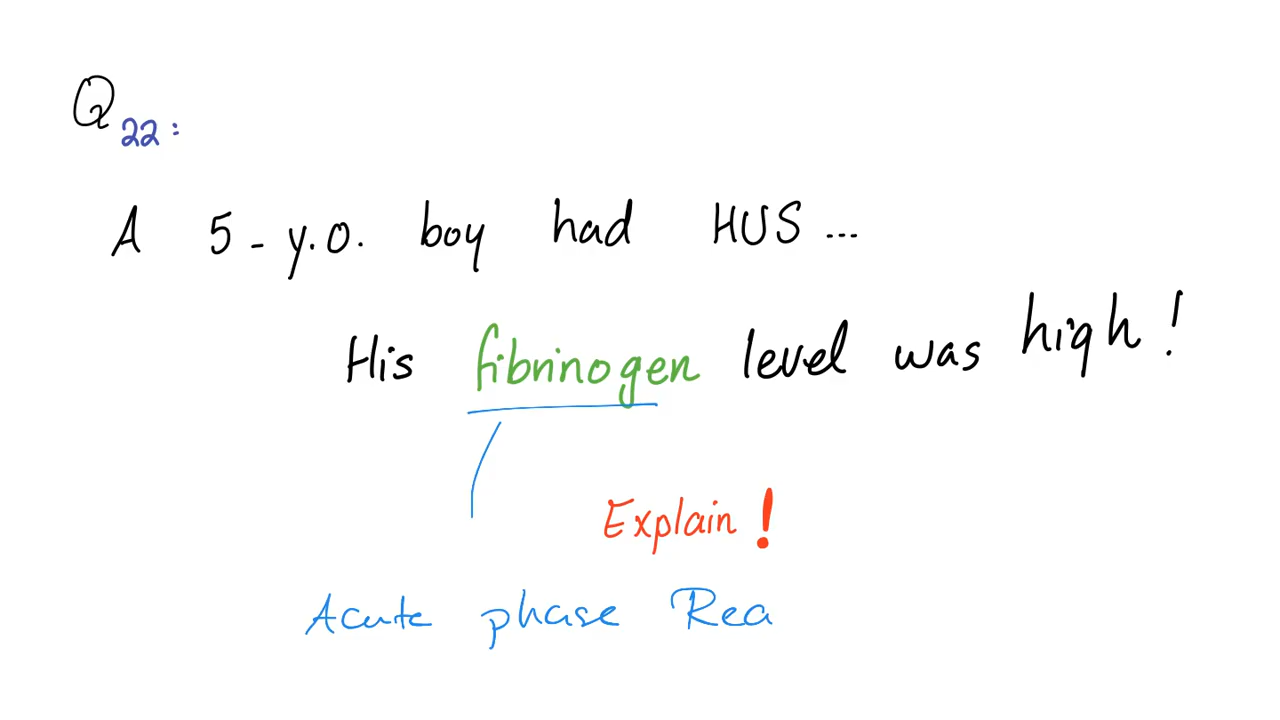 Q22:
A 5-y.o. boy had HUS...
His fibrinogen level was high!
Explain!
Acute phase Rea